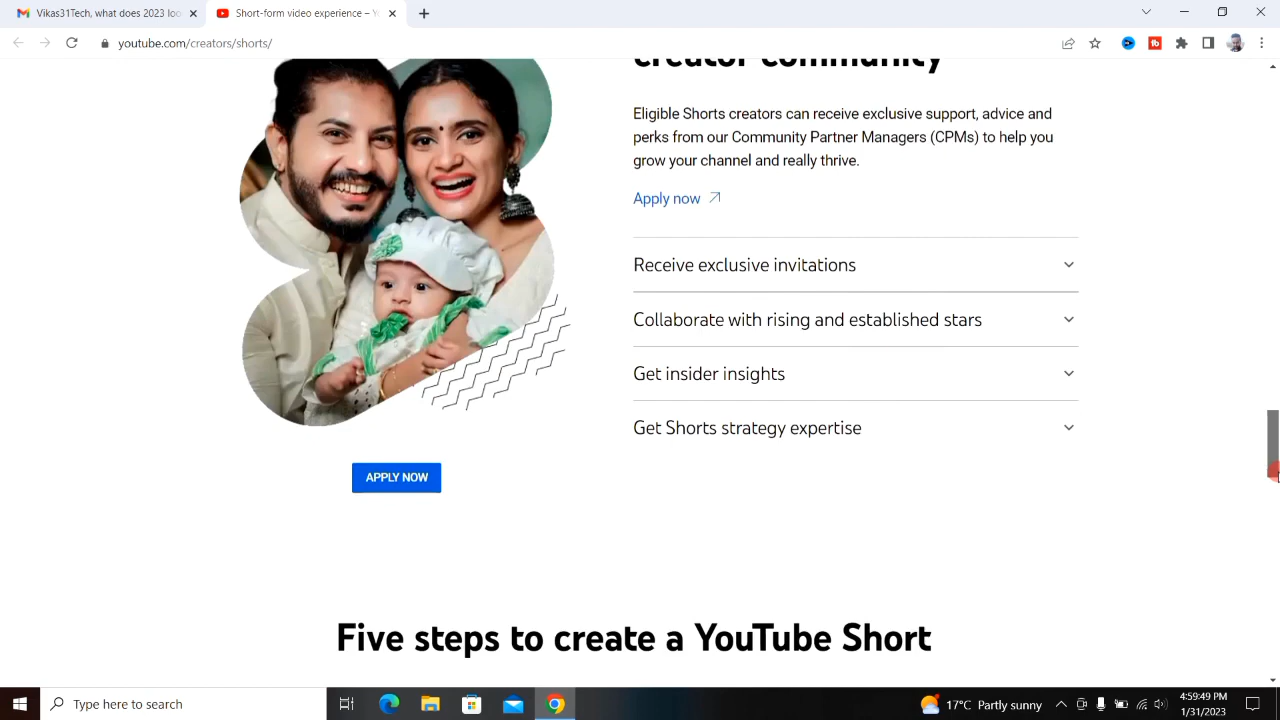 Vikas31Tech, what does 2023 loo
Short-form video experience – Y
youtube.com/creators/shorts/
creator community
Eligible Shorts creators can receive exclusive support, advice and
perks from our Community Partner Managers (CPMs) to help you
grow your channel and really thrive.
Apply now
Receive exclusive invitations
Collaborate with rising and established stars
Get insider insights
Get Shorts strategy expertise
APPLY NOW
Five steps to create a YouTube Short
Type here to search
17°C Partly sunny
4:59:49 PM
1/31/2023